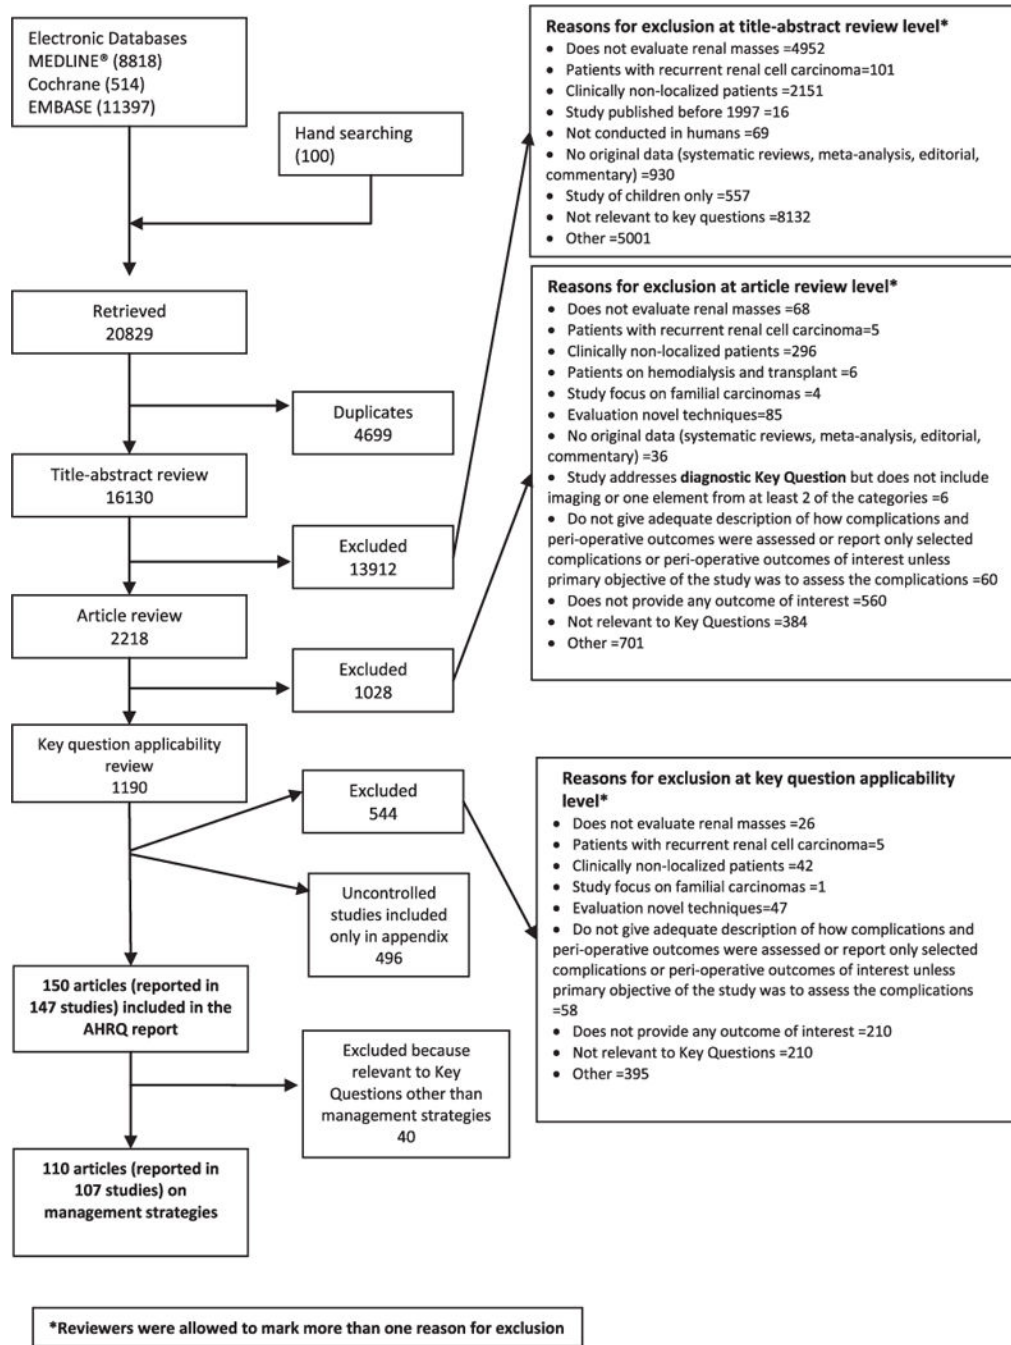 Electronic Databases
MEDLINE® (8818)
Cochrane (514)
EMBASE (11397)
Hand searching
(100)
Retrieved
20829
Duplicates
4699
Title-abstract review
16130
Excluded
13912
Article review
2218
Excluded
1028
Key question applicability
review
1190
Excluded
544
Uncontrolled
studies included
only in appendix
496
150 articles (reported in
147 studies) included in the
AHRQ report
Excluded because
relevant to Key
Questions other than
management strategies
40
110 articles (reported in
107 studies) on
management strategies
Reasons for exclusion at title-abstract review level*
• Does not evaluate renal masses =4952
• Patients with recurrent renal cell carcinoma=101
• Clinically non-localized patients =2151
• Study published before 1997 =16
• Not conducted in humans =69
• No original data (systematic reviews, meta-analysis, editorial,
commentary) =930
• Study of children only =557
• Not relevant to key questions =8132
• Other =5001
Reasons for exclusion at article review level*
• Does not evaluate renal masses =68
• Patients with recurrent renal cell carcinoma=5
• Clinically non-localized patients =296
• Patients on hemodialysis and transplant =6
• Study focus on familial carcinomas =4
• Evaluation novel techniques=85
• No original data (systematic reviews, meta-analysis, editorial,
commentary) =36
• Study addresses diagnostic Key Question but does not include
imaging or one element from at least 2 of the categories =6
• Do not give adequate description of how complications and
peri-operative outcomes were assessed or report only selected
complications or peri-operative outcomes of interest unless
primary objective of the study was to assess the complications =60
• Does not provide any outcome of interest =560
• Not relevant to Key Questions =384
• Other =701
Reasons for exclusion at key question applicability
level*
• Does not evaluate renal masses =26
• Patients with recurrent renal cell carcinoma=5
• Clinically non-localized patients =42
• Study focus on familial carcinomas =1
• Evaluation novel techniques=47
• Do not give adequate description of how complications and
peri-operative outcomes were assessed or report only selected
complications or peri-operative outcomes of interest unless
primary objective of the study was to assess the complications
=58
• Does not provide any outcome of interest =210
• Not relevant to Key Questions =210
• Other =395
*Reviewers were allowed to mark more than one reason for exclusion